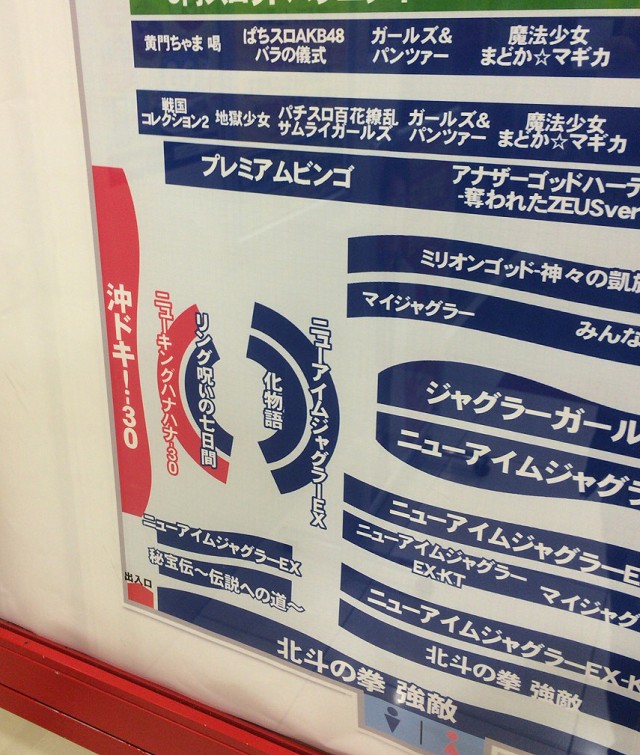 黄門ちゃま 喝
ぱちスロAKB48
バラの儀式
ガールズ&
パンツァー
魔法少女
まどか☆マギカ
戦国
コレクション2
地獄少女
パチスロ百花繚乱
サムライガールズ
ガールズ&
パンツァー
魔法少女
まどか☆マギカ
プレミアムビンゴ
アナザーゴッドハーデ
-奪われたZEUSver
ミリオンゴッド-神々の凱旋
マイジャグラー
みんな
沖ドキ!-30
ニューキングハナハナ-30
リング呪いの七日間
化物語
ニューアイムジャグラーEX
ジャグラーガール
ニューアイムジャグラ
ニューアイムジャグラーEX
秘宝伝～伝説への道～
出入口
ニューアイムジャグラーE
ニューアイムジャグラー
EX-KT
マイジャグ
ニューアイムジャグラーEX-K
北斗の拳 強敵
北斗の拳 強敵